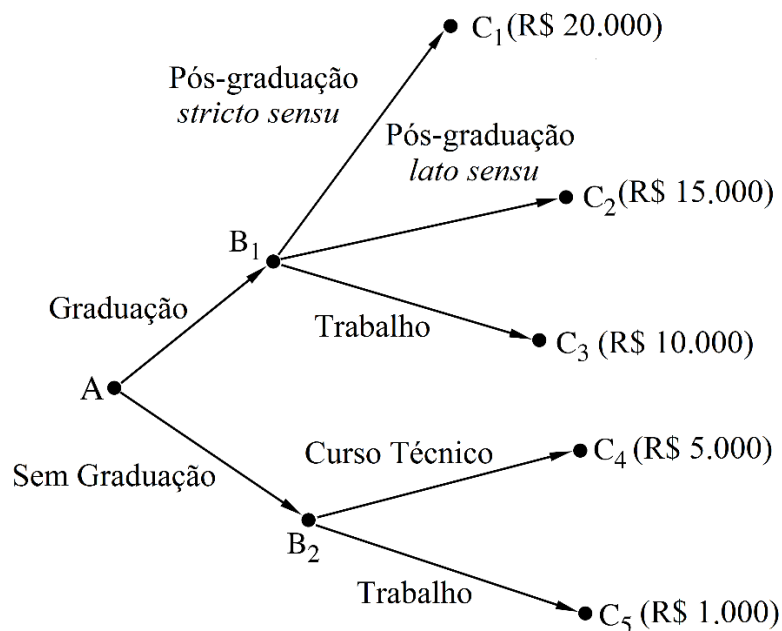 C1 (R$ 20.000)
Pós-graduação
stricto sensu
Pós-graduação
lato sensu
C2 (R$ 15.000)
B1
Graduação
Trabalho
C3 (R$ 10.000)
A
Sem Graduação
Curso Técnico
C4 (R$ 5.000)
B2
Trabalho
C5 (R$ 1.000)